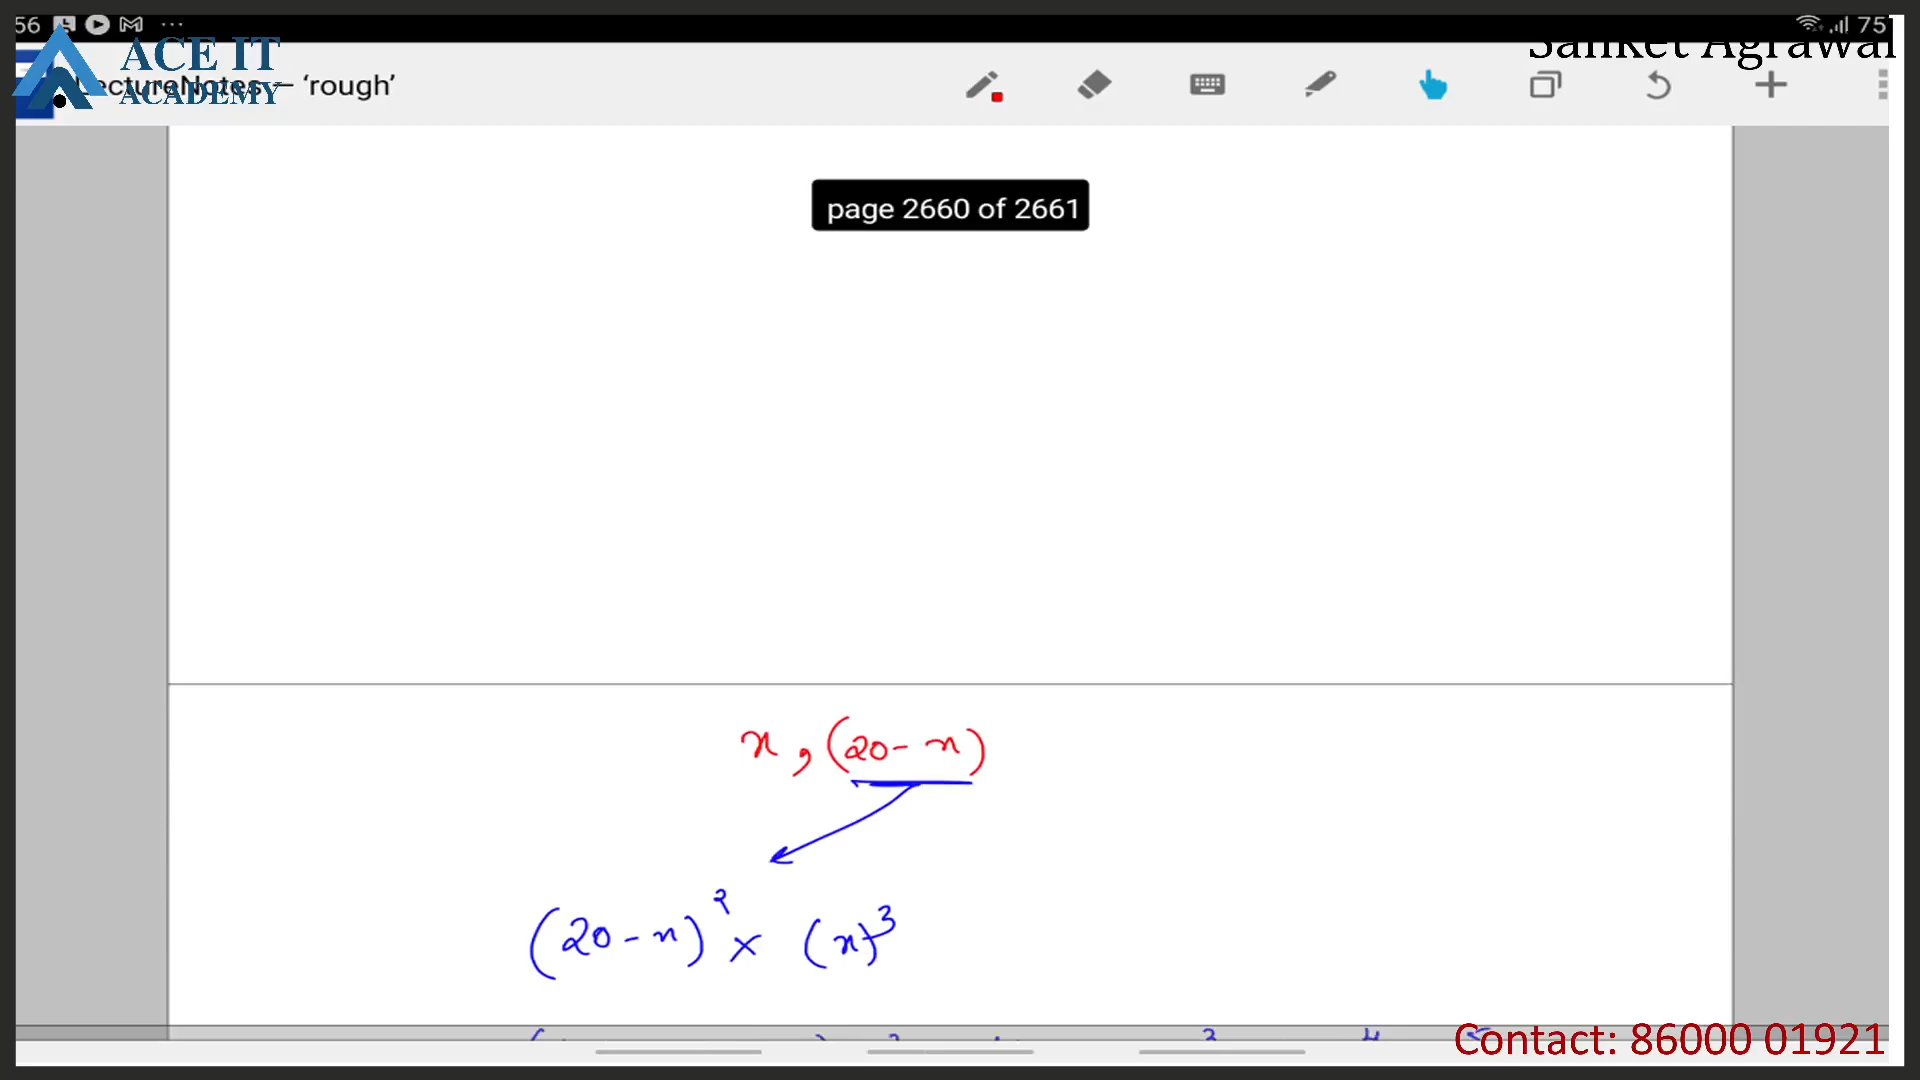 56 ... 75
ACE IT
ACADEMY
LectureNotes — ‘rough’
Sanket Agrawal
page 2660 of 2661
x , (20 - x)
(20 - x)² × (x)³
Contact: 86000 01921